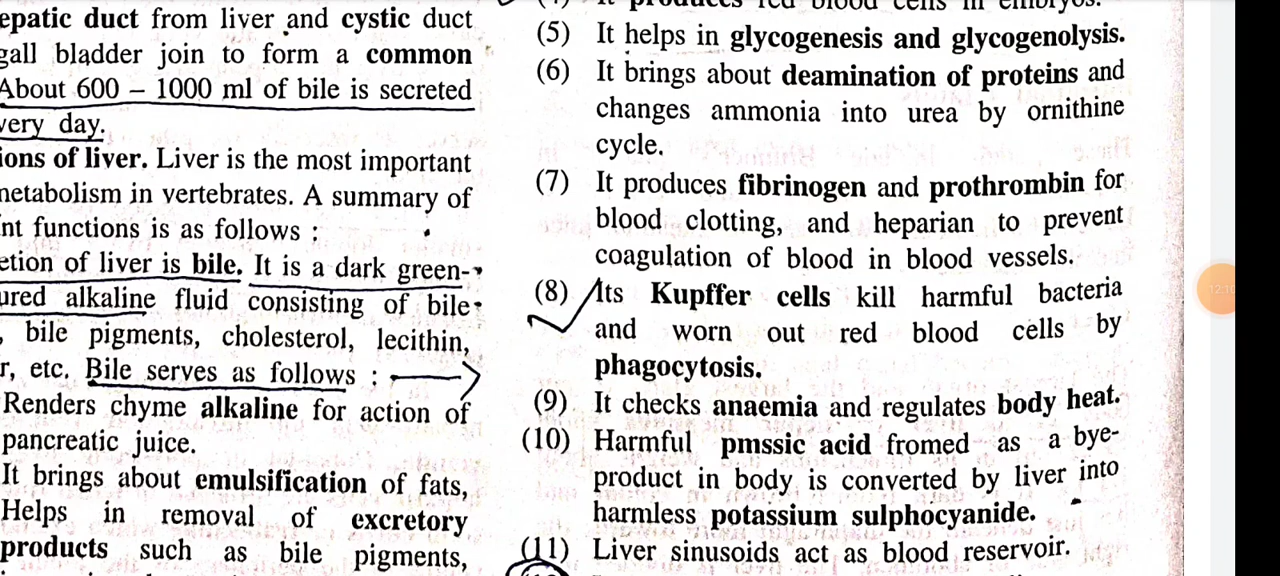 epatic duct from liver and cystic duct
gall bladder join to form a common
About 600 – 1000 ml of bile is secreted
very day.
ions of liver. Liver is the most important
metabolism in vertebrates. A summary of
nt functions is as follows :
etion of liver is bile. It is a dark green-
ured alkaline fluid consisting of bile
, bile pigments, cholesterol, lecithin,
r, etc. Bile serves as follows :
Renders chyme alkaline for action of
pancreatic juice.
It brings about emulsification of fats,
Helps in removal of excretory
products such as bile pigments,
(4) It produces red blood cells in embryos.
(5) It helps in glycogenesis and glycogenolysis.
(6) It brings about deamination of proteins and
changes ammonia into urea by ornithine
cycle.
(7) It produces fibrinogen and prothrombin for
blood clotting, and heparian to prevent
coagulation of blood in blood vessels.
(8) Its Kupffer cells kill harmful bacteria
and worn out red blood cells by
phagocytosis.
(9) It checks anaemia and regulates body heat.
(10) Harmful pmssic acid fromed as a bye-
product in body is converted by liver into
harmless potassium sulphocyanide.
(11) Liver sinusoids act as blood reservoir.